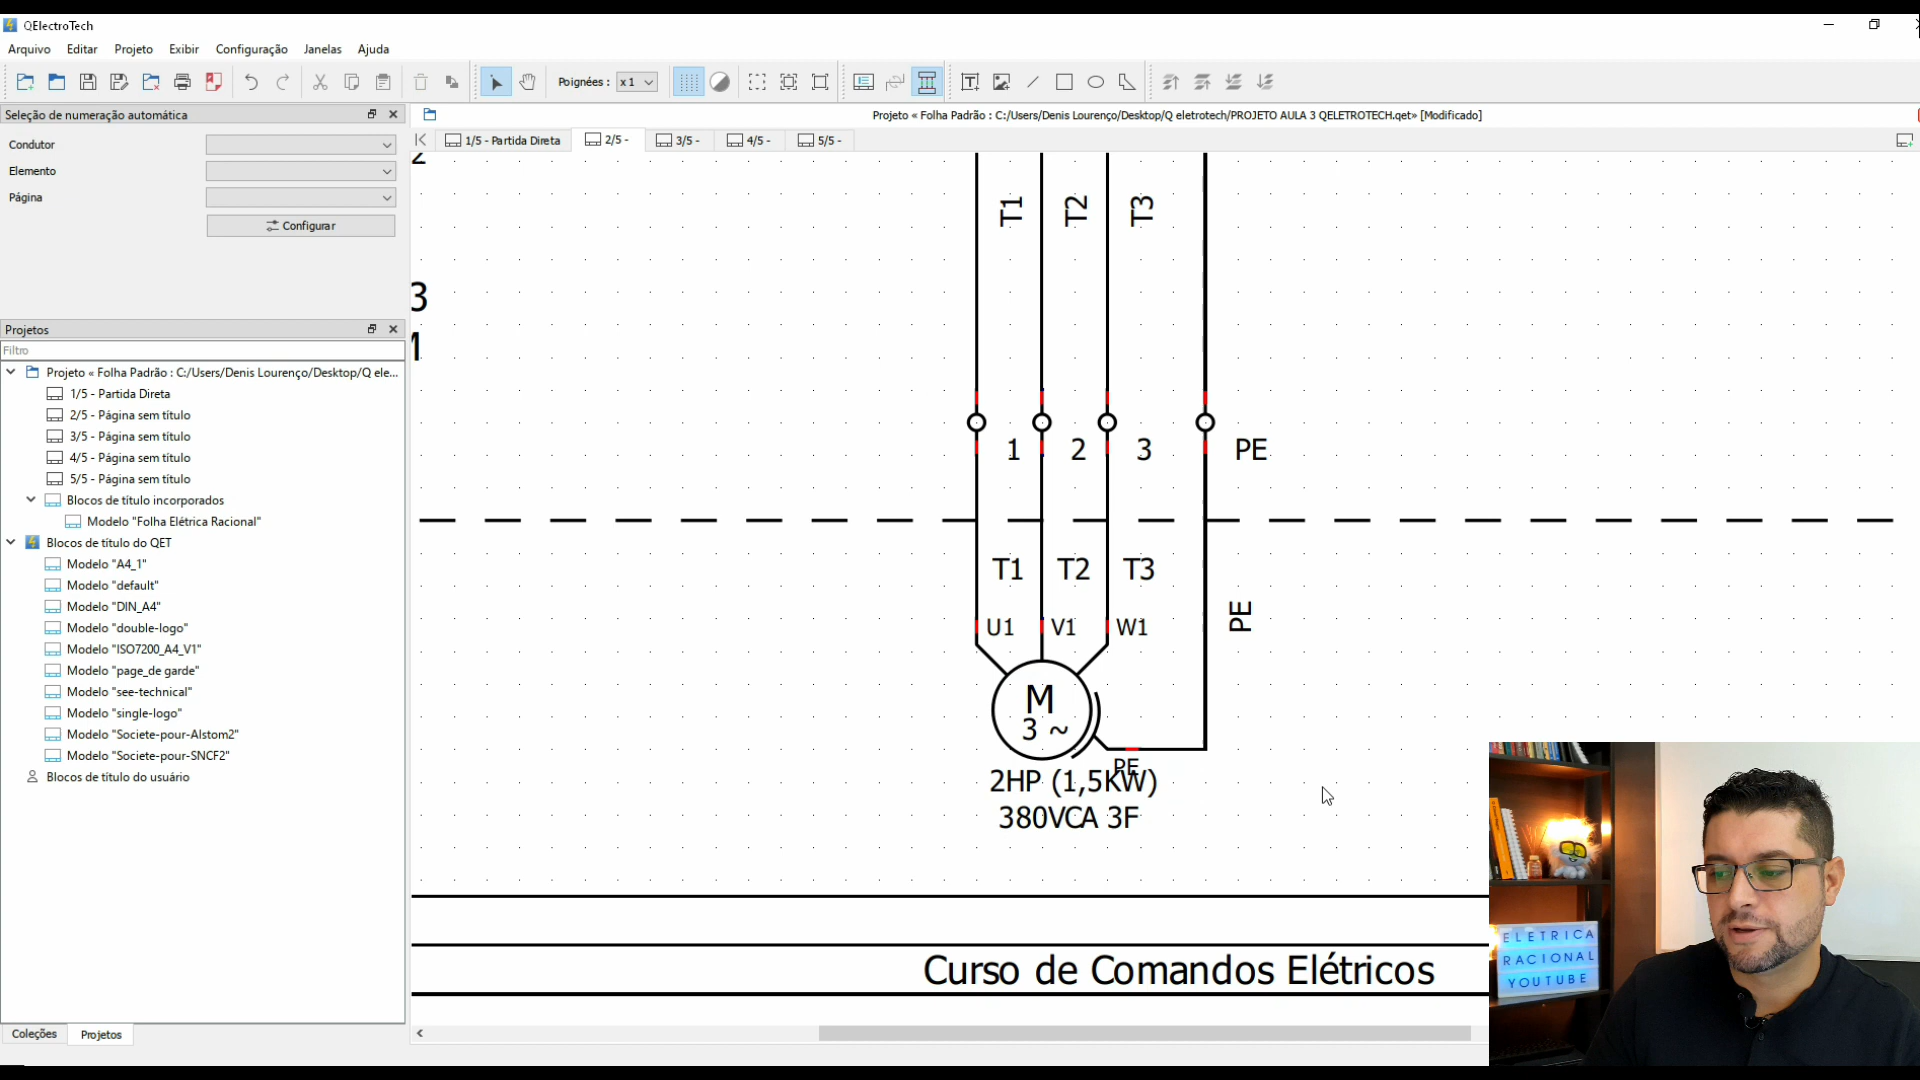 QElectroTech
Arquivo Editar Projeto Exibir Configuração Janelas Ajuda
Poignées : x1
Seleção de numeração automática
Projeto « Folha Padrão : C:/Users/Denis Lourenço/Desktop/Q eletrotech/PROJETO AULA 3 QELETROTECH.qet» [Modificado]
1/5 - Partida Direta 2/5 - 3/5 - 4/5 - 5/5 -
Condutor
Elemento
Página
Configurar
Projetos
Filtro
Projeto « Folha Padrão : C:/Users/Denis Lourenço/Desktop/Q ele...
1/5 - Partida Direta
2/5 - Página sem título
3/5 - Página sem título
4/5 - Página sem título
5/5 - Página sem título
Blocos de título incorporados
Modelo "Folha Elétrica Racional"
Blocos de título do QET
Modelo "A4_1"
Modelo "default"
Modelo "DIN_A4"
Modelo "double-logo"
Modelo "ISO7200_A4_V1"
Modelo "page_de garde"
Modelo "see-technical"
Modelo "single-logo"
Modelo "Societe-pour-Alstom2"
Modelo "Societe-pour-SNCF2"
Blocos de título do usuário
Coleções Projetos
2
3
T1 T2 T3
1 2 3 PE
T1 T2 T3
PE
U1 V1 W1
M
3 ~
PE
2HP (1,5KW)
380VCA 3F
Curso de Comandos Elétricos
ELETRICA
RACIONAL
YOUTUBE